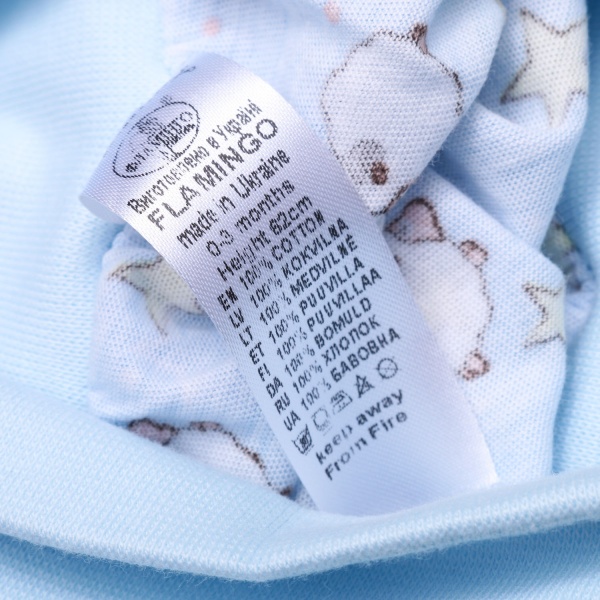 Виготовлено в Україні
FLAMINGO
made in Ukraine
0-3 months
Height 62cm
EN 100% COTTON
LV 100% KOKVILNA
LT 100% MEDVILNĖ
ET 100% PUUVILLA
FI 100% PUUVILLAA
DA 100% BOMULD
RU 100% ХЛОПОК
UA 100% БАВОВНА
keep away
From Fire